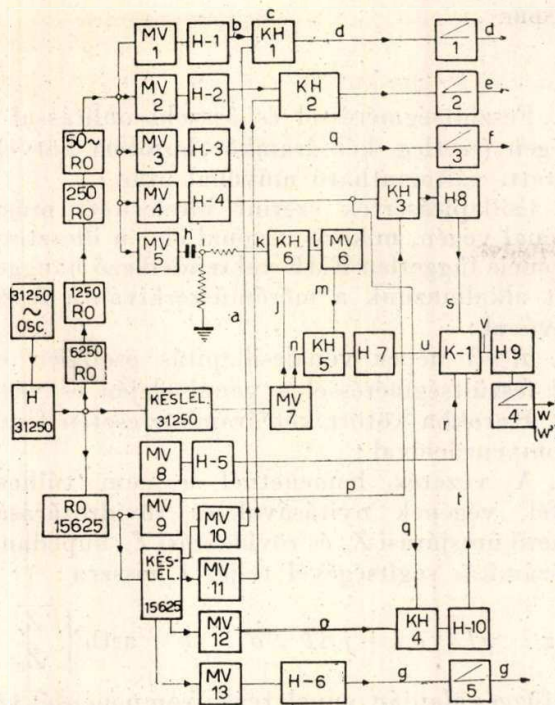 MV 1
H-1
b
c
KH 1
d
1
d
MV 2
H-2
KH 2
2
e
50~ RO
MV 3
H-3
q
3
f
250 RO
MV 4
H-4
KH 3
H8
MV 5
h
k
KH 6
l
MV 6
31250 ~ OSC.
1250 RO
a
j
m
i
6250 RO
n
KH 5
H 7
u
K-1
v
H9
H 31250
KÉSLEL. 31250
MV 7
4
w
w'
r
MV 8
H-5
RO 15625
MV 9
MV 10
q
t
KÉS-LEL. 15625
MV 11
MV 12
o
KH 4
H-10
MV 13
H-6
g
5
g